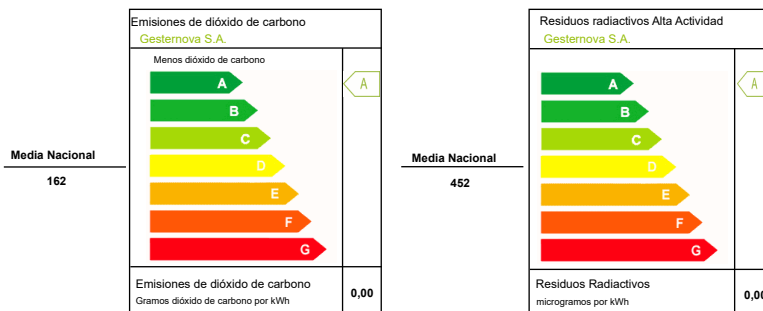 Emisiones de dióxido de carbono
Gesternova S.A.
Menos dióxido de carbono
A
A
B
C
D
E
F
G
Media Nacional
162
Emisiones de dióxido de carbono
Gramos dióxido de carbono por kWh
0,00
Residuos radiactivos Alta Actividad
Gesternova S.A.
A
A
B
C
D
E
F
G
Media Nacional
452
Residuos Radiactivos
microgramos por kWh
0,00